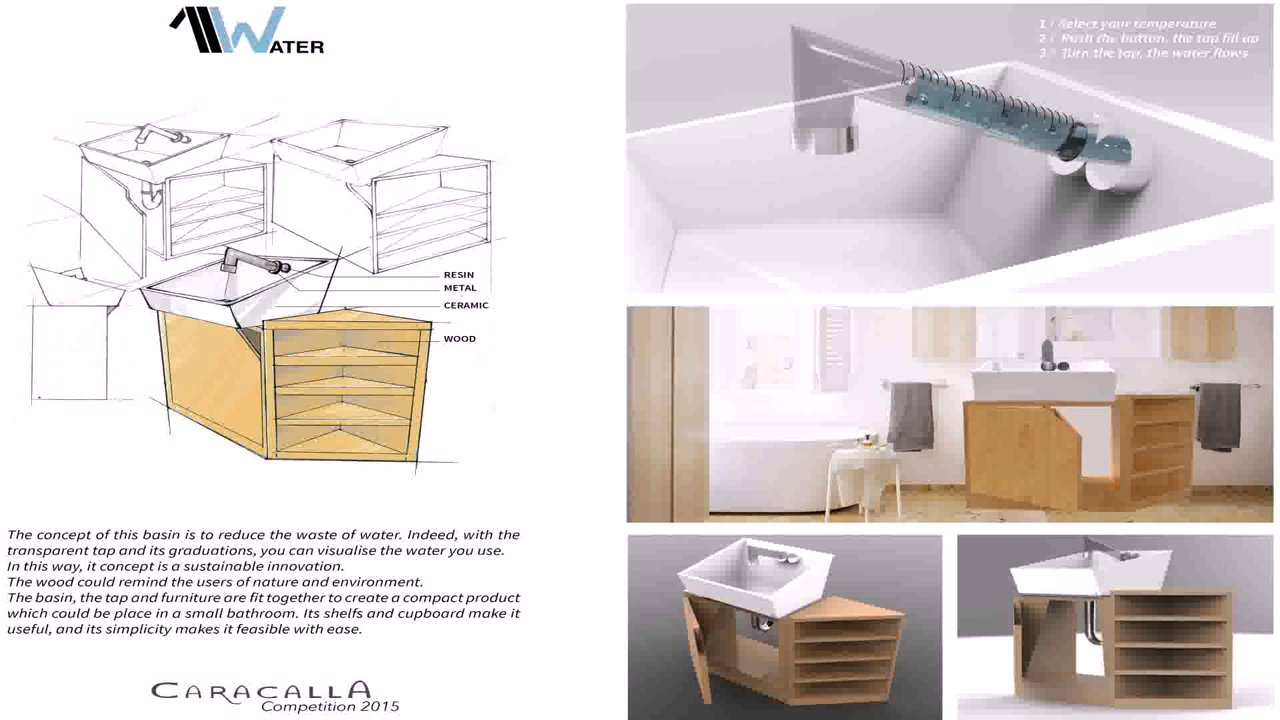 WATER
RESIN
METAL
CERAMIC
WOOD
The concept of this basin is to reduce the waste of water. Indeed, with the
transparent tap and its graduations, you can visualise the water you use.
In this way, it concept is a sustainable innovation.
The wood could remind the users of nature and environment.
The basin, the tap and furniture are fit together to create a compact product
which could be place in a small bathroom. Its shelfs and cupboard make it
useful, and its simplicity makes it feasible with ease.
CARACALLA
Competition 2015
1 / Select your temperature
2 / Push the button, the tap fill up
3 / Turn the tap, the water flows